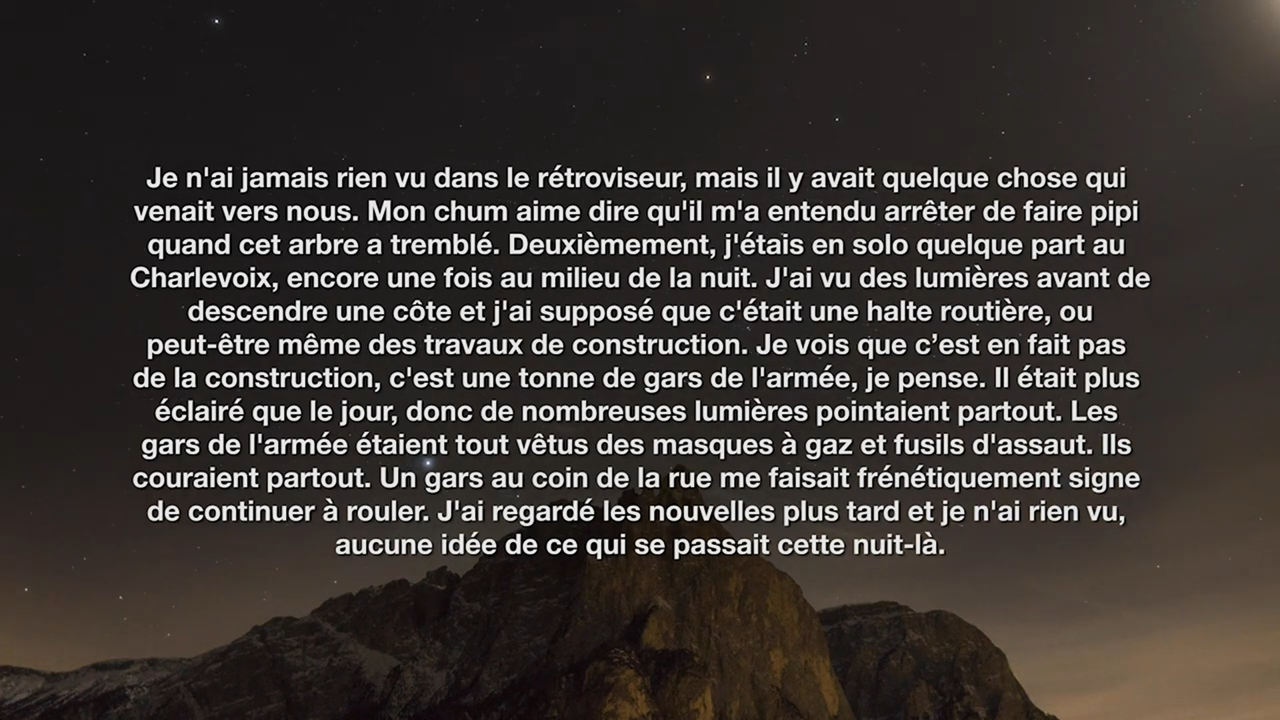 Je n'ai jamais rien vu dans le rétroviseur, mais il y avait quelque chose qui
venait vers nous. Mon chum aime dire qu'il m'a entendu arrêter de faire pipi
quand cet arbre a tremblé. Deuxièmement, j'étais en solo quelque part au
Charlevoix, encore une fois au milieu de la nuit. J'ai vu des lumières avant de
descendre une côte et j'ai supposé que c'était une halte routière, ou
peut-être même des travaux de construction. Je vois que c’est en fait pas
de la construction, c'est une tonne de gars de l'armée, je pense. Il était plus
éclairé que le jour, donc de nombreuses lumières pointaient partout. Les
gars de l'armée étaient tout vêtus des masques à gaz et fusils d'assaut. Ils
couraient partout. Un gars au coin de la rue me faisait frénétiquement signe
de continuer à rouler. J'ai regardé les nouvelles plus tard et je n'ai rien vu,
aucune idée de ce qui se passait cette nuit-là.